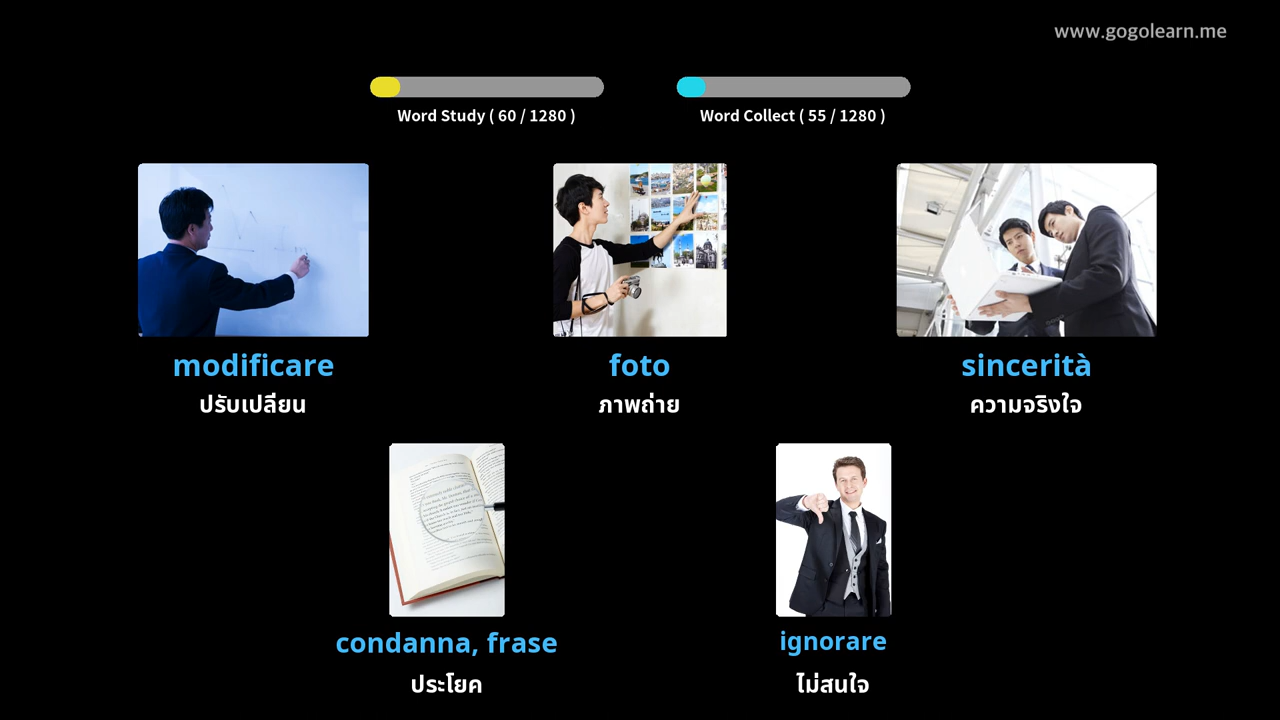 www.gogolearn.me
Word Study ( 60 / 1280 )
Word Collect ( 55 / 1280 )
modificare
ปรับเปลี่ยน
foto
ภาพถ่าย
sincerità
ความจริงใจ
condanna, frase
ประโยค
ignorare
ไม่สนใจ